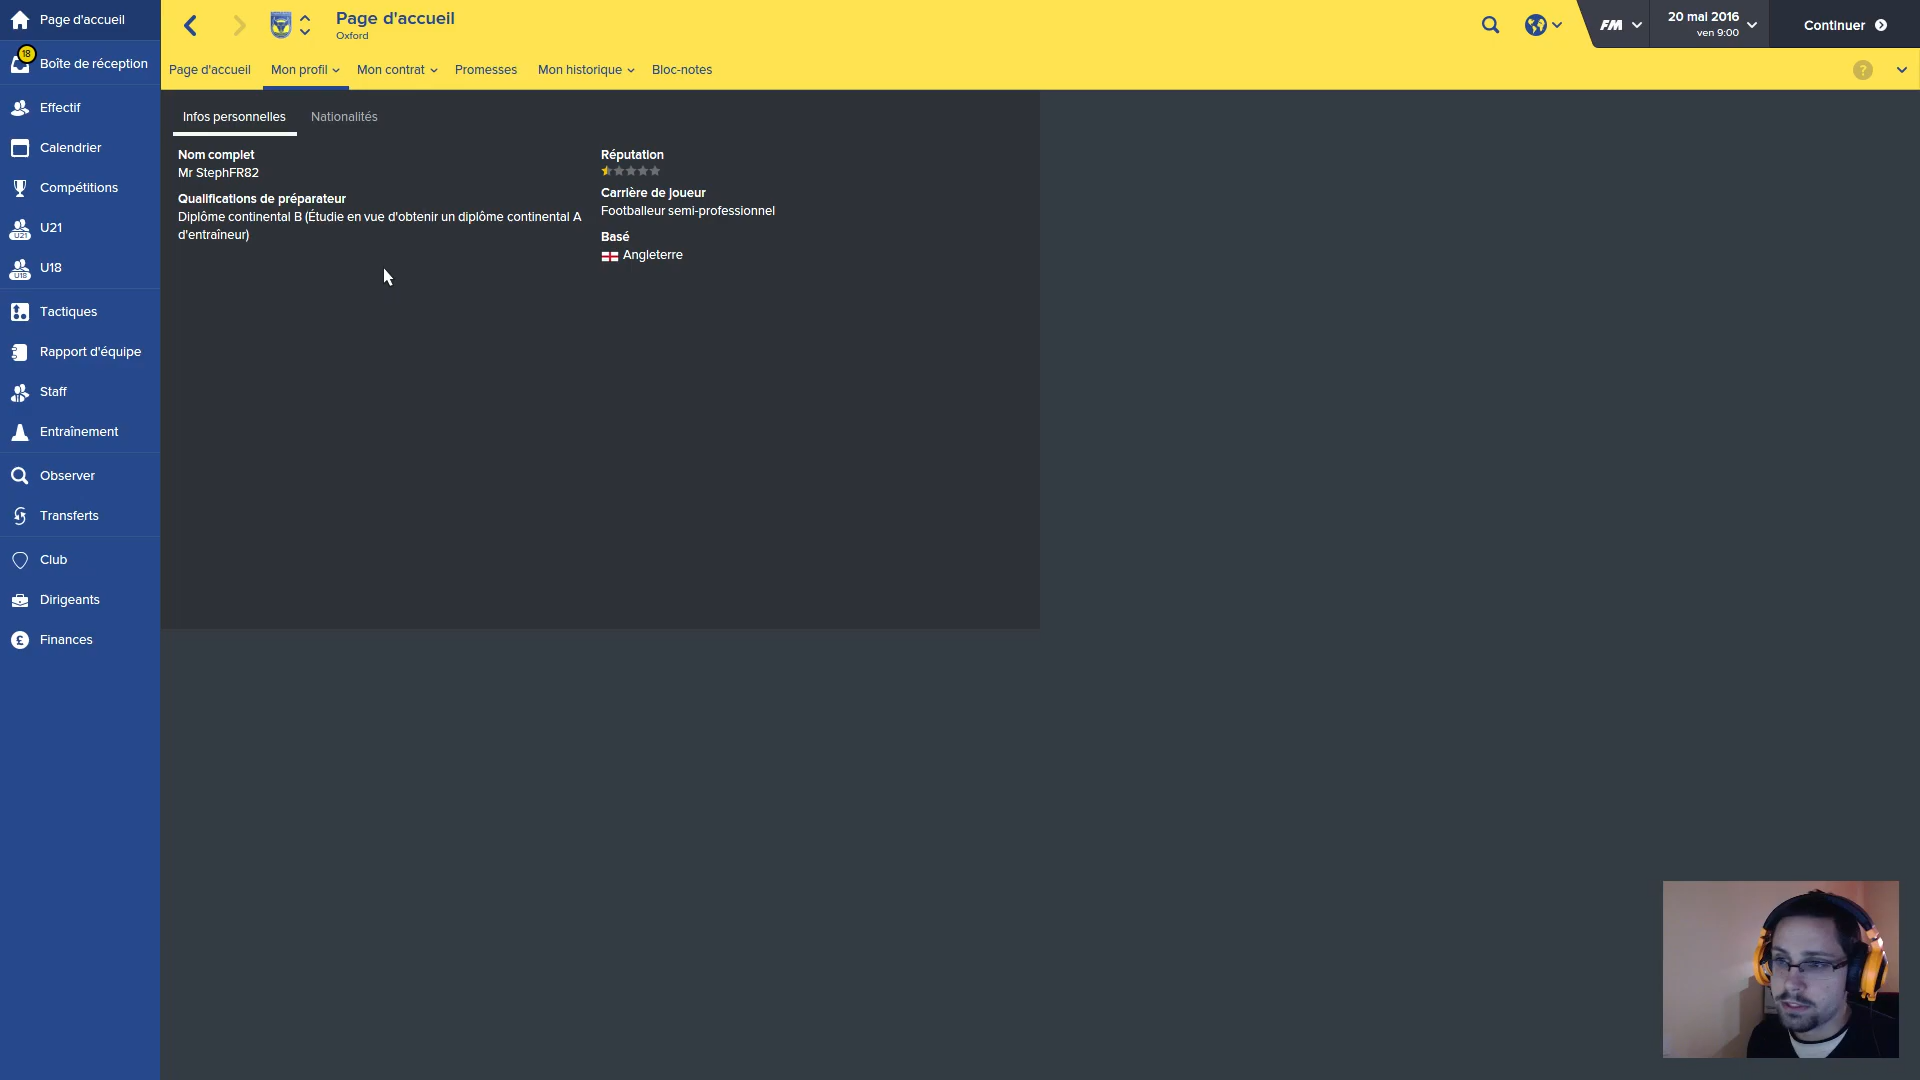 Page d'accueil
18
Boîte de réception
Effectif
Calendrier
Compétitions
U21
U21
U18
U18
Tactiques
Rapport d'équipe
Staff
Entraînement
Observer
Transferts
Club
Dirigeants
£
Finances
Page d'accueil
Oxford
FM
20 mai 2016
ven 9:00
Continuer
Page d'accueil
Mon profil
Mon contrat
Promesses
Mon historique
Bloc-notes
?
Infos personnelles
Nationalités
Nom complet
Mr StephFR82
Qualifications de préparateur
Diplôme continental B (Étudie en vue d'obtenir un diplôme continental A
d'entraîneur)
Réputation
Carrière de joueur
Footballeur semi-professionnel
Basé
Angleterre